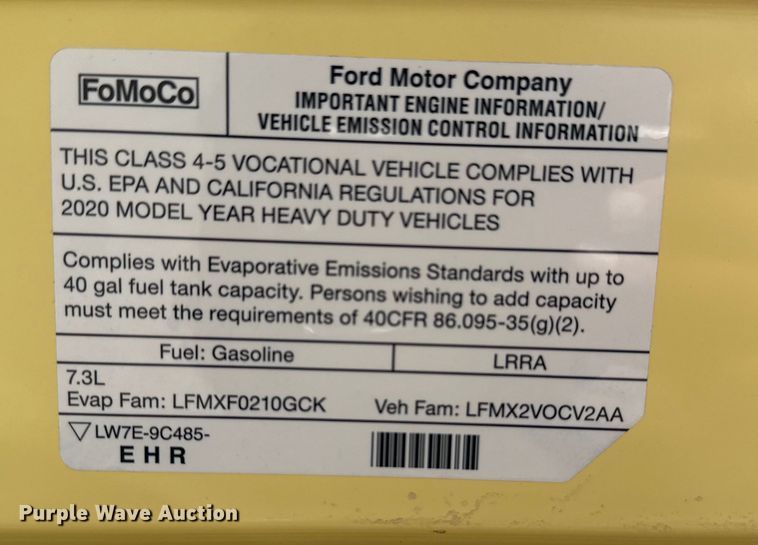 FoMoCo
Ford Motor Company
IMPORTANT ENGINE INFORMATION/
VEHICLE EMISSION CONTROL INFORMATION
THIS CLASS 4-5 VOCATIONAL VEHICLE COMPLIES WITH
U.S. EPA AND CALIFORNIA REGULATIONS FOR
2020 MODEL YEAR HEAVY DUTY VEHICLES
Complies with Evaporative Emissions Standards with up to
40 gal fuel tank capacity. Persons wishing to add capacity
must meet the requirements of 40CFR 86.095-35(g)(2).
Fuel: Gasoline
LRRA
7.3L
Evap Fam: LFMXF0210GCK
Veh Fam: LFMX2VOCV2AA
LW7E-9C485-
EHR
Purple Wave Auction